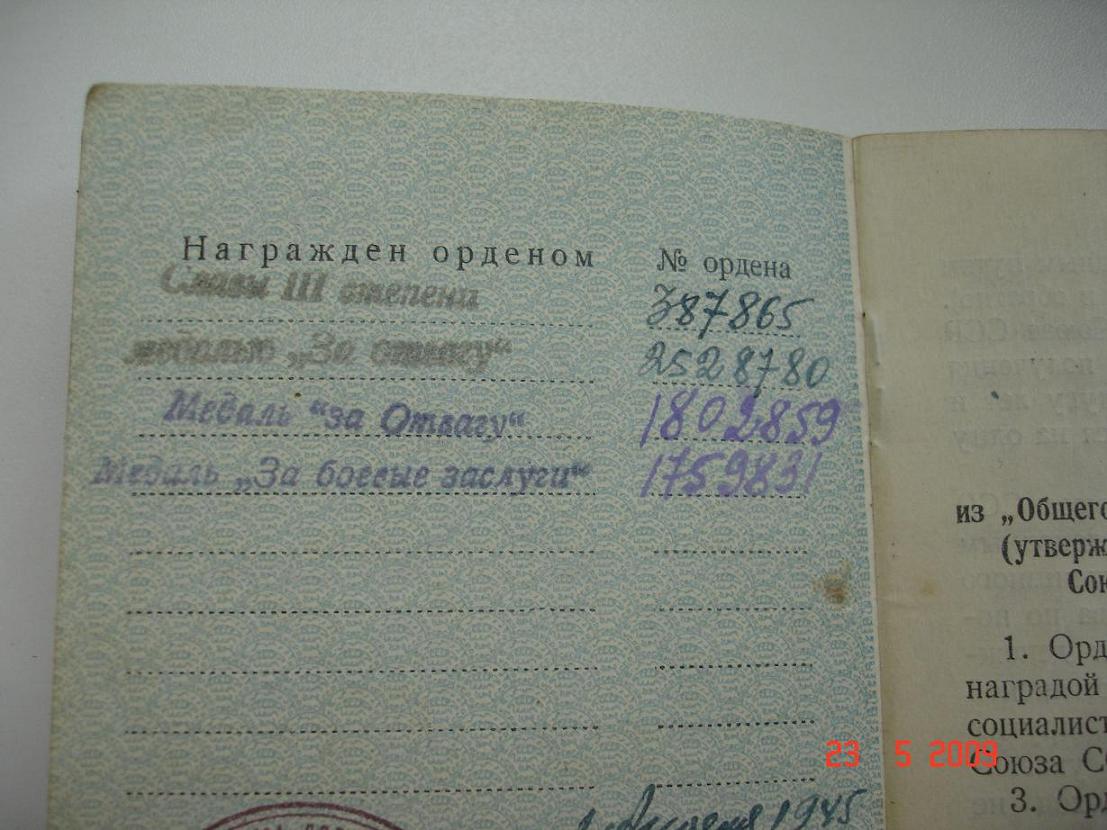 Награжден орденом № ордена
Славы III степени 387865
медалью „За отвагу“ 2528780
Медаль “за Отвагу“ 1802859
Медаль „За боевые заслуги“ 1759831
1945
из „Общего
(утверж
Сою
1. Орд
наградой
социалист
Союза С
3. Орд
23 5 2009